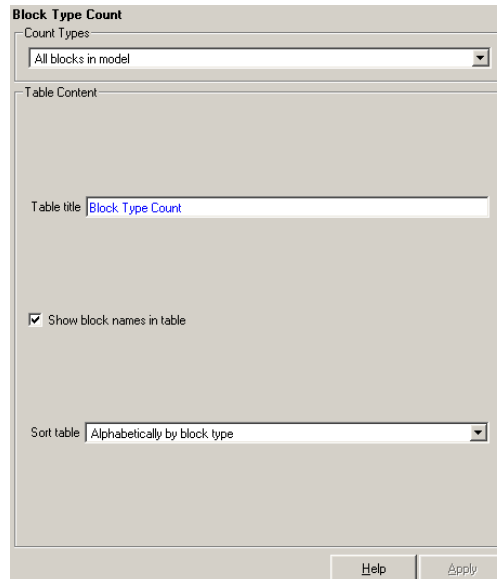 Block Type Count
Count Types
All blocks in model
Table Content
Table title Block Type Count
Show block names in table
Sort table Alphabetically by block type
Help Apply